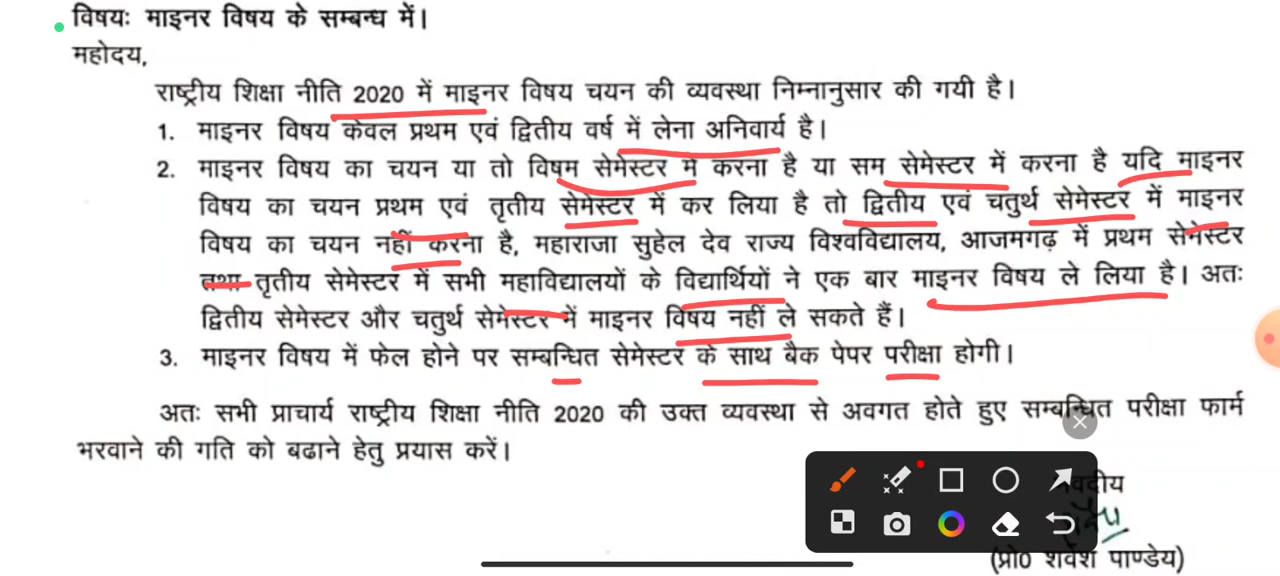 विषयः माइनर विषय के सम्बन्ध में।
महोदय,
राष्ट्रीय शिक्षा नीति 2020 में माइनर विषय चयन की व्यवस्था निम्नानुसार की गयी है।
1. माइनर विषय केवल प्रथम एवं द्वितीय वर्ष में लेना अनिवार्य है।
2. माइनर विषय का चयन या तो विषम सेमेस्टर में करना है या सम सेमेस्टर में करना है यदि माइनर
विषय का चयन प्रथम एवं तृतीय सेमेस्टर में कर लिया है तो द्वितीय एवं चतुर्थ सेमेस्टर में माइनर
विषय का चयन नहीं करना है, महाराजा सुहेल देव राज्य विश्वविद्यालय, आजमगढ़ में प्रथम सेमेस्टर
तथा तृतीय सेमेस्टर में सभी महाविद्यालयों के विद्यार्थियों ने एक बार माइनर विषय ले लिया है। अतः
द्वितीय सेमेस्टर और चतुर्थ सेमेस्टर में माइनर विषय नहीं ले सकते हैं।
3. माइनर विषय में फेल होने पर सम्बन्धित सेमेस्टर के साथ बैक पेपर परीक्षा होगी।
अतः सभी प्राचार्य राष्ट्रीय शिक्षा नीति 2020 की उक्त व्यवस्था से अवगत होते हुए सम्बन्धित परीक्षा फार्म
भरवाने की गति को बढाने हेतु प्रयास करें।
(प्रो0 शर्वेश पाण्डेय)